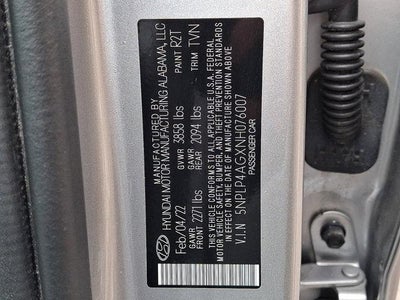 MANUFACTURED BY
HYUNDAI MOTOR MANUFACTURING ALABAMA, LLC
Feb/04/22 GVWR 3858 lbs PAINT R2T
GAWR FRONT 2271 lbs GAWR REAR 2094 lbs TRIM TVN
THIS VEHICLE CONFORMS TO ALL APPLICABLE U.S.A. FEDERAL
MOTOR VEHICLE SAFETY, BUMPER, AND THEFT PREVENTION STANDARDS
IN EFFECT ON THE DATE OF MANUFACTURE SHOWN ABOVE.
V.I.N 5NPLP4AGXNH076007
PASSENGER CAR